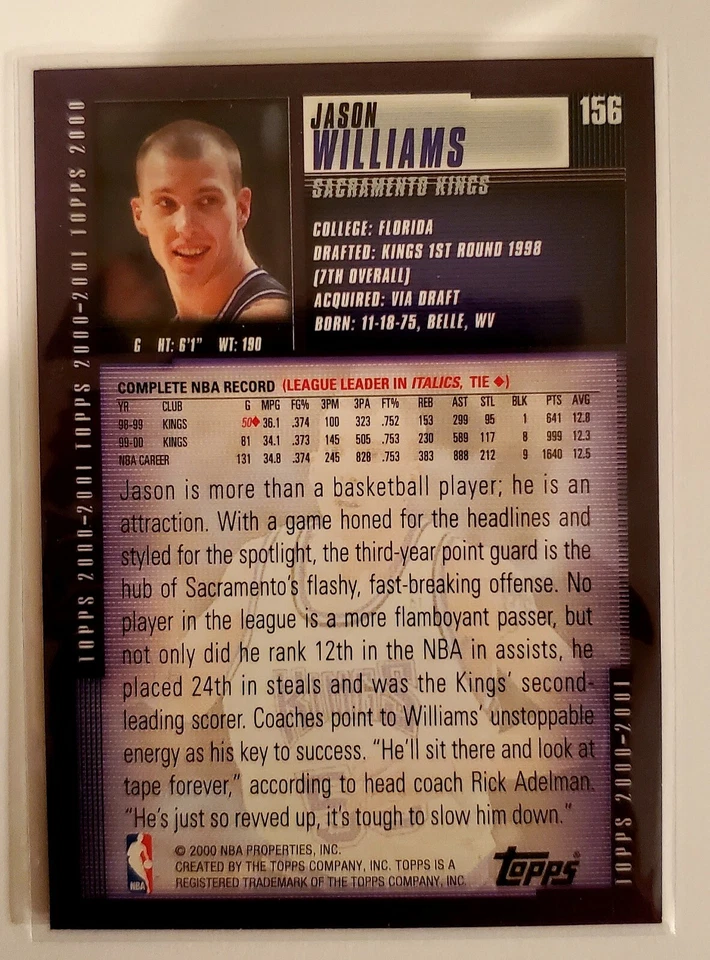 JASON
WILLIAMS
156
SACRAMENTO KINGS
COLLEGE: FLORIDA
DRAFTED: KINGS 1ST ROUND 1998
(7TH OVERALL)
ACQUIRED: VIA DRAFT
BORN: 11-18-75, BELLE, WV
G HT: 6'1" WT: 190
TOPPS 2000-2001 TOPPS 2000-2001 TOPPS 2000
COMPLETE NBA RECORD (LEAGUE LEADER IN ITALICS, TIE ◆)
YR CLUB G MPG FG% 3PM 3PA FT% REB AST STL BLK PTS AVG
98-99 KINGS 50◆ 36.1 .374 100 323 .752 153 299 95 1 641 12.8
99-00 KINGS 81 34.1 .373 145 505 .753 230 589 117 8 999 12.3
NBA CAREER 131 34.8 .374 245 828 .753 383 888 212 9 1640 12.5
Jason is more than a basketball player; he is an
attraction. With a game honed for the headlines and
styled for the spotlight, the third-year point guard is the
hub of Sacramento's flashy, fast-breaking offense. No
player in the league is a more flamboyant passer, but
not only did he rank 12th in the NBA in assists, he
placed 24th in steals and was the Kings' second-
leading scorer. Coaches point to Williams' unstoppable
energy as his key to success. "He'll sit there and look at
tape forever," according to head coach Rick Adelman.
"He's just so revved up, it's tough to slow him down."
TOPPS 2000-2001
NBA
© 2000 NBA PROPERTIES, INC.
CREATED BY THE TOPPS COMPANY, INC. TOPPS IS A
REGISTERED TRADEMARK OF THE TOPPS COMPANY, INC.
Topps®